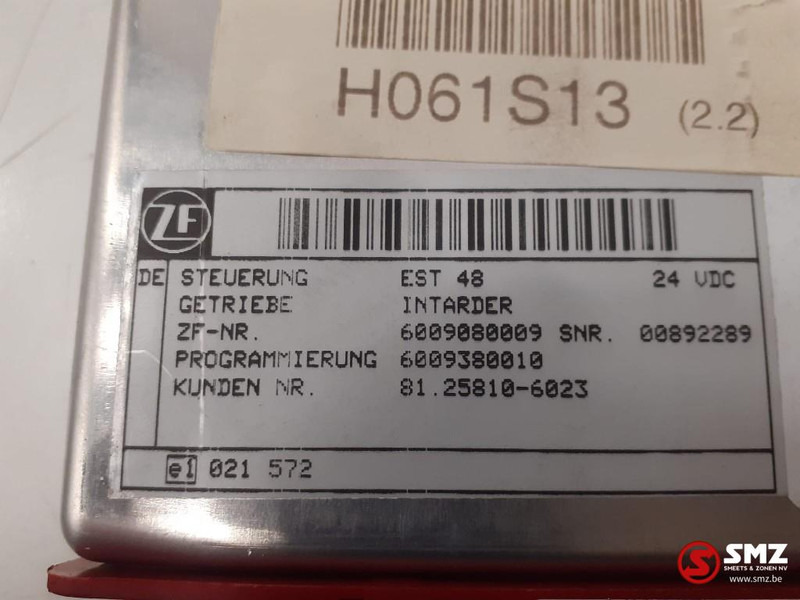 H061S13 (2.2)
ZF
DE STEUERUNG EST 48 24 VDC
GETRIEBE INTARDER
ZF-NR. 6009080009 SNR. 00892289
PROGRAMMIERUNG 6009380010
KUNDEN NR. 81.25810-6023
e1 021 572
SMZ
SMEETS & ZONEN NV
www.smz.be